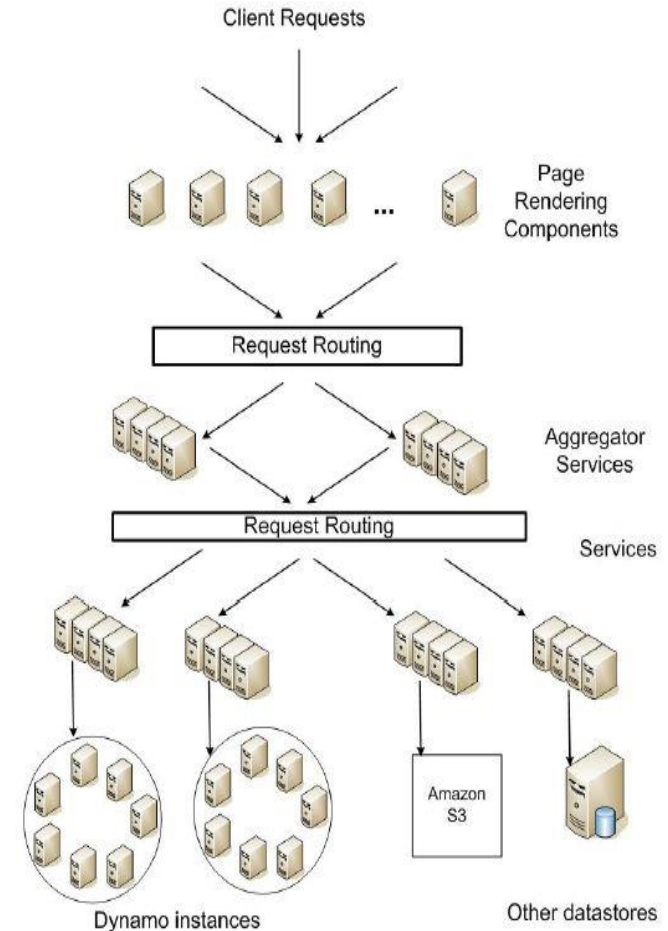 Client Requests
Page
Rendering
Components
...
Request Routing
Aggregator
Services
Request Routing
Services
Amazon
S3
Dynamo instances
Other datastores